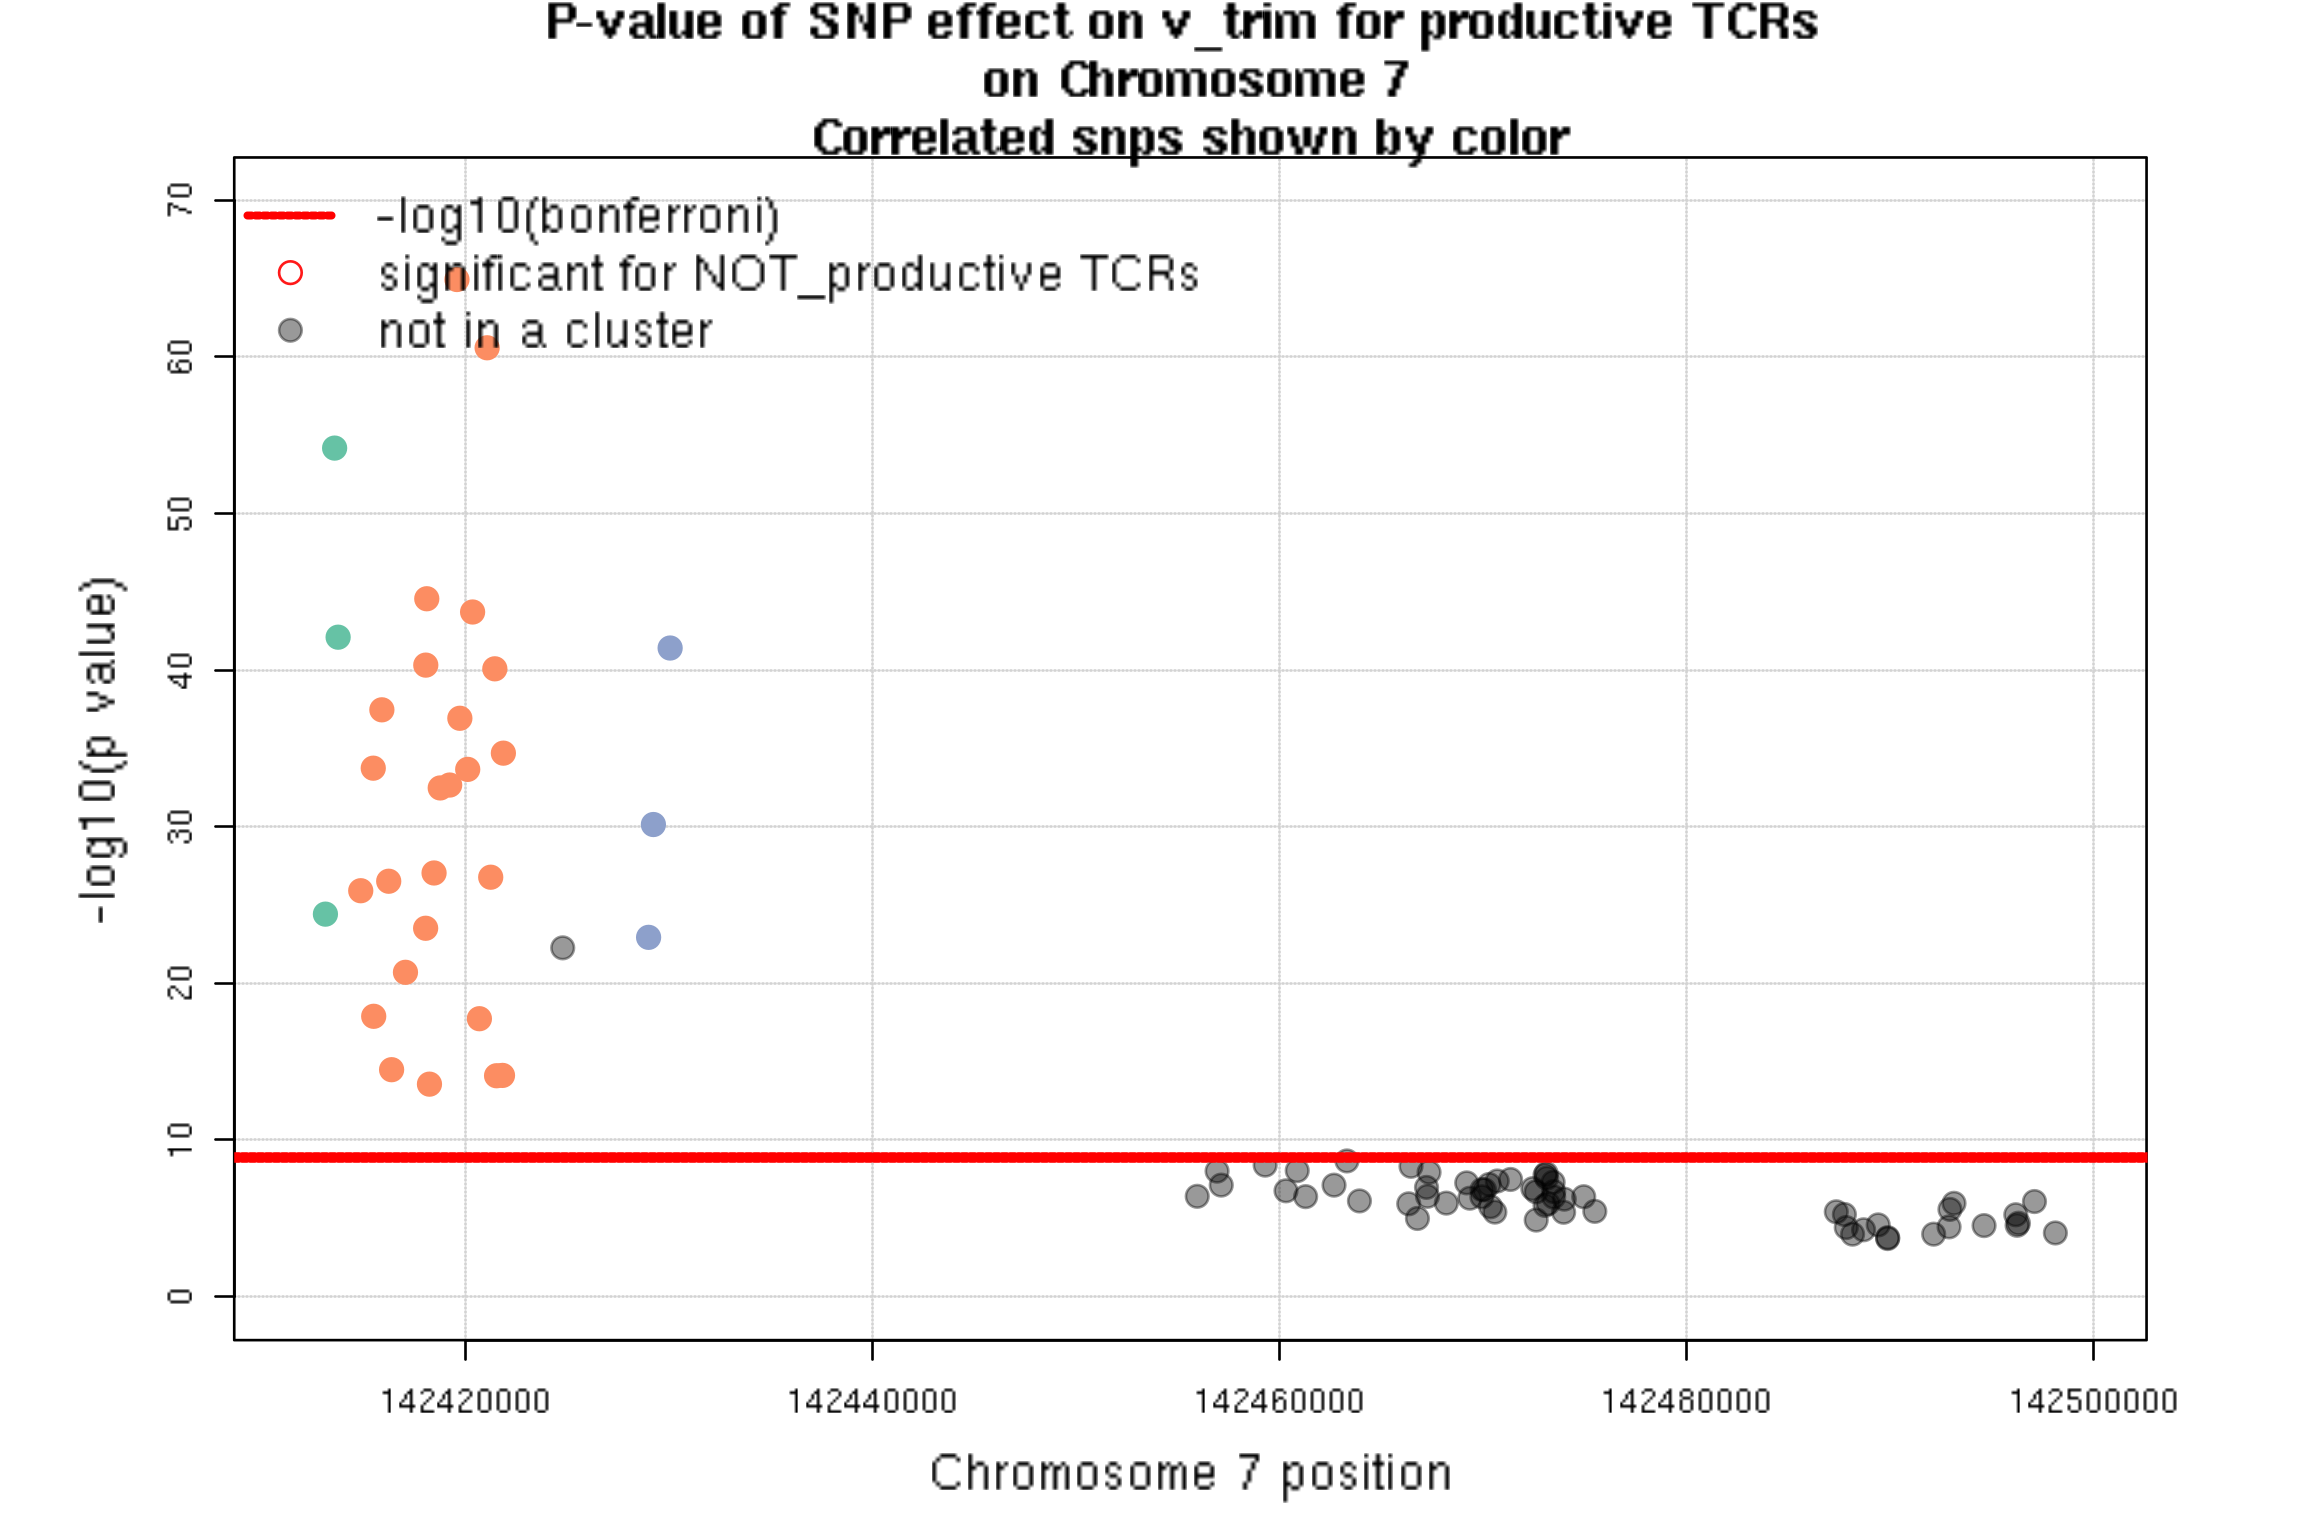 P-value of SNP effect on v_trim for productive TCRs
on Chromosome 7
Correlated snps shown by color
-log10(bonferroni)
significant for NOT_productive TCRs
not in a cluster
70
60
50
40
30
20
10
0
-log10(p value)
142420000 142440000 142460000 142480000 142500000
Chromosome 7 position